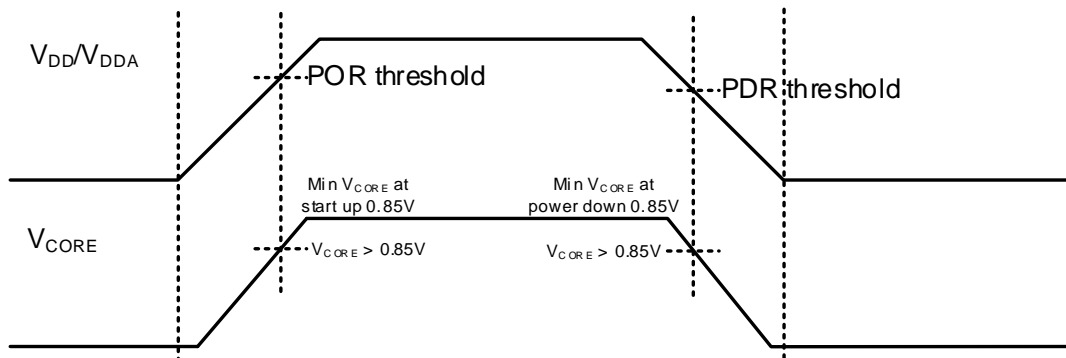 VDD/VDDA
POR threshold
PDR threshold
Min VCORE at
start up 0.85V
Min VCORE at
power down 0.85V
VCORE
VCORE > 0.85V
VCORE > 0.85V